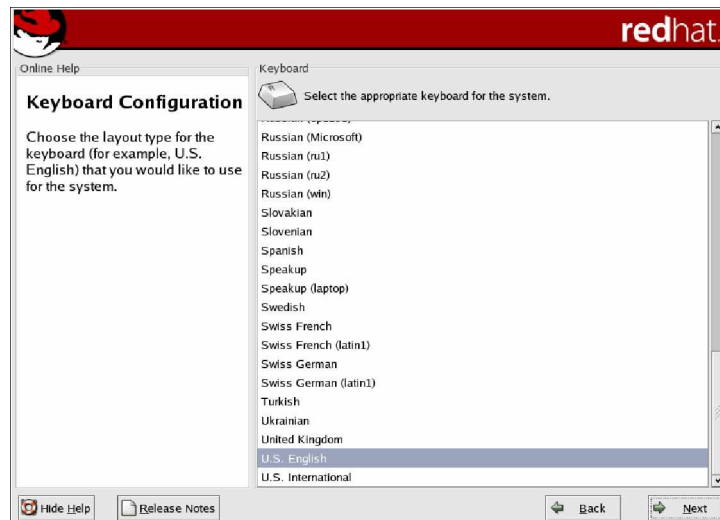 redhat.
Online Help
Keyboard Configuration
Choose the layout type for the
keyboard (for example, U.S.
English) that you would like to use
for the system.
Keyboard
Select the appropriate keyboard for the system.
Russian (Microsoft)
Russian (ru1)
Russian (ru2)
Russian (win)
Slovakian
Slovenian
Spanish
Speakup
Speakup (laptop)
Swedish
Swiss French
Swiss French (latin1)
Swiss German
Swiss German (latin1)
Turkish
Ukrainian
United Kingdom
U.S. English
U.S. International
Hide Help
Release Notes
Back
Next